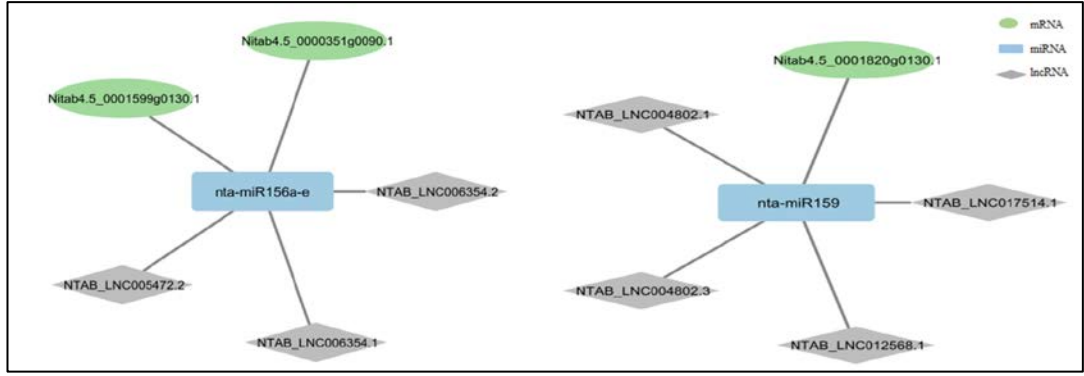 Nitab4.5_0000351g0090.1
Nitab4.5_0001599g0130.1
nta-miR156a-e
NTAB_LNC006354.2
NTAB_LNC005472.2
NTAB_LNC006354.1
Nitab4.5_0001820g0130.1
NTAB_LNC004802.1
nta-miR159
NTAB_LNC017514.1
NTAB_LNC004802.3
NTAB_LNC012568.1
mRNA
miRNA
lncRNA